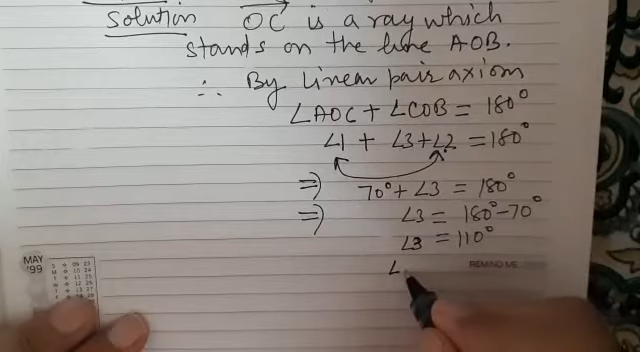 Solution OC is a ray which
stands on the line AOB.
∴ By linear pair axiom
∠AOC + ∠COB = 180°
∠1 + ∠3 + ∠2 = 180°
⇒ 70° + ∠3 = 180°
⇒ ∠3 = 180° - 70°
∠3 = 110°
∠
REMIND ME
MAY
'99